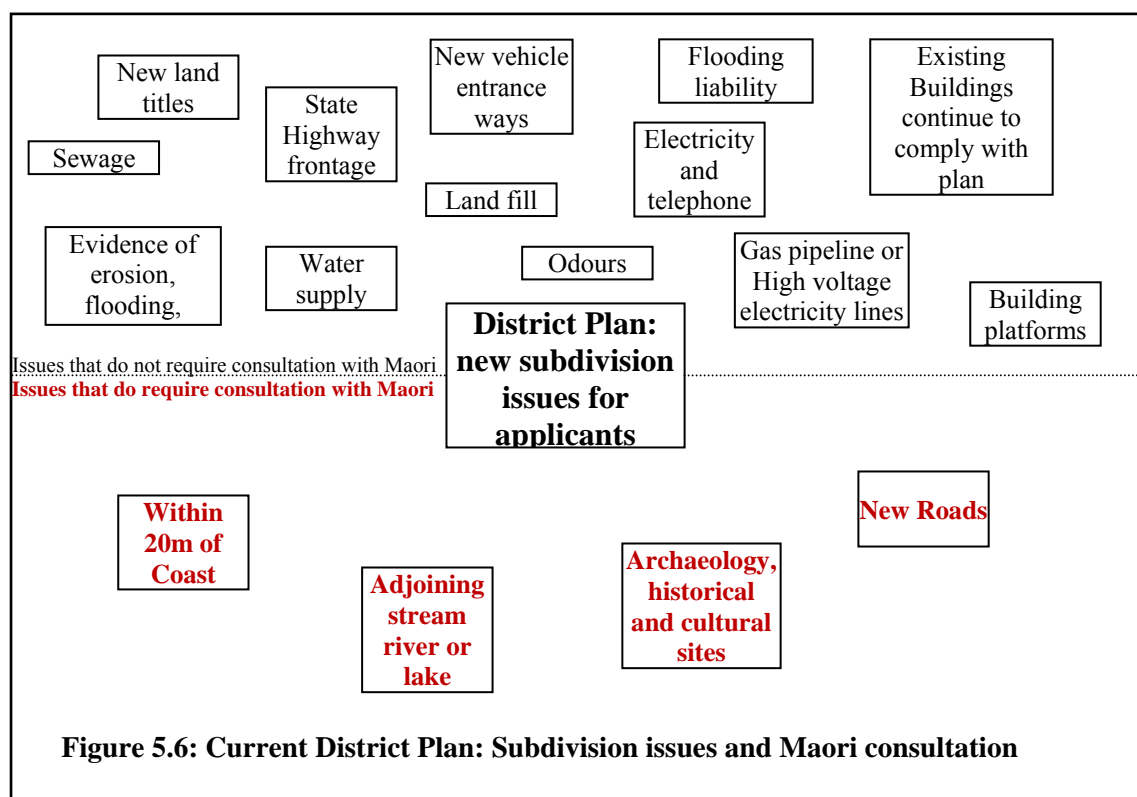 New land
titles
State
Highway
frontage
New vehicle
entrance
ways
Flooding
liability
Existing
Buildings
continue to
comply with
plan
Sewage
Land fill
Electricity
and
telephone
Evidence of
erosion,
flooding,
Water
supply
Odours
Gas pipeline or
High voltage
electricity lines
Building
platforms
District Plan:
new subdivision
issues for
applicants
Issues that do not require consultation with Maori
Issues that do require consultation with Maori
Within
20m of
Coast
Adjoining
stream
river or
lake
Archaeology,
historical
and cultural
sites
New Roads
Figure 5.6: Current District Plan: Subdivision issues and Maori consultation